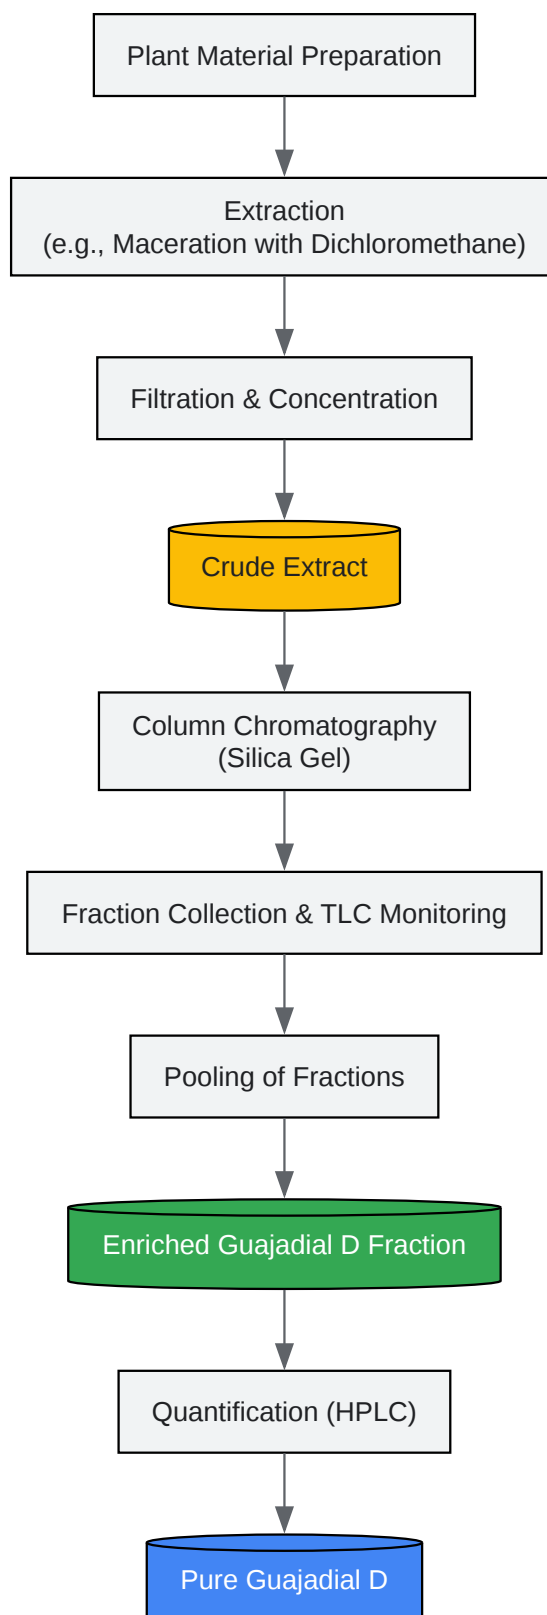 Plant Material Preparation
Extraction
(e.g., Maceration with Dichloromethane)
Filtration & Concentration
Crude Extract
Column Chromatography
(Silica Gel)
Fraction Collection & TLC Monitoring
Pooling of Fractions
Enriched Guajadial D Fraction
Quantification (HPLC)
Pure Guajadial D